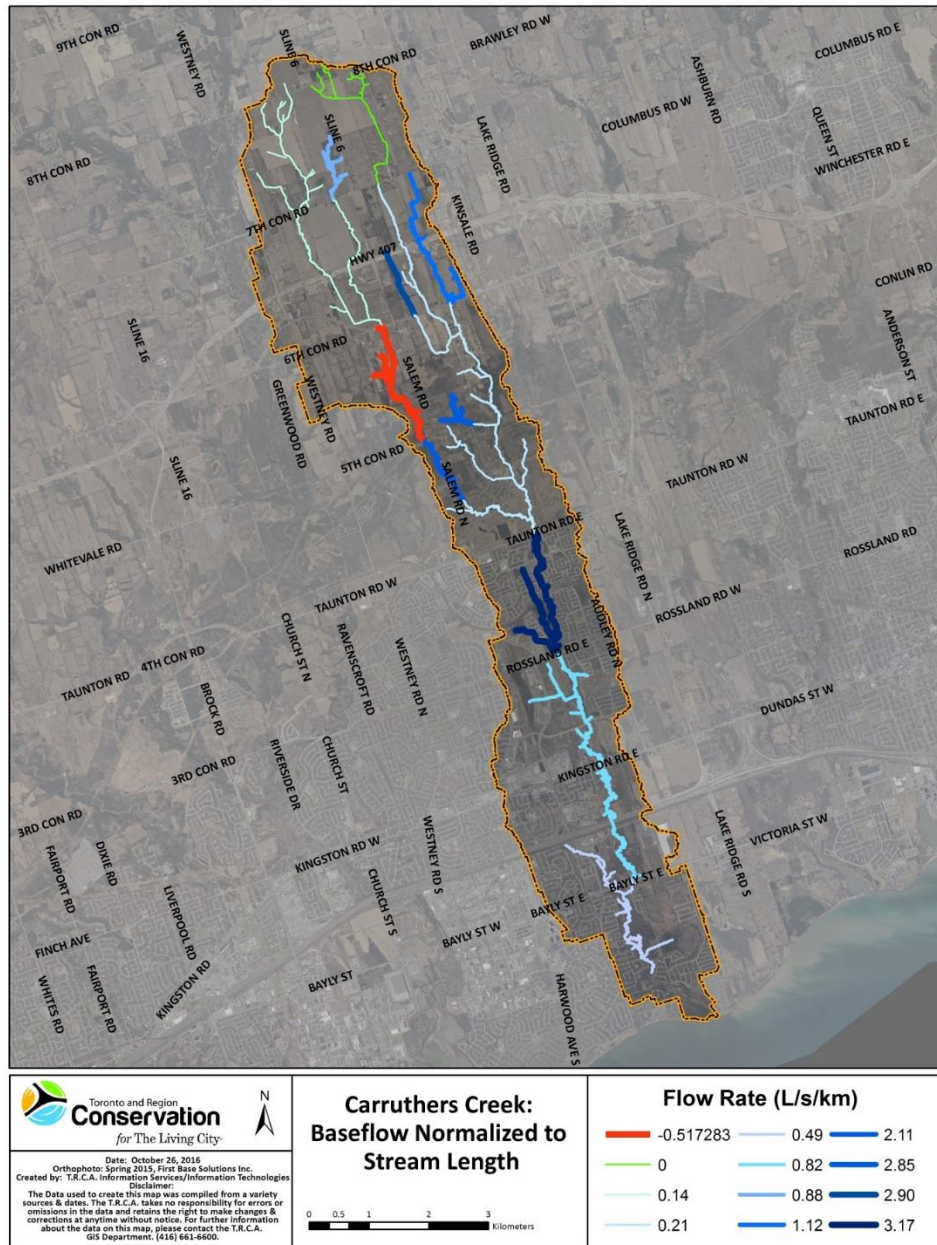 9TH CON RD
WESTNEY RD
SLINE 6
8TH CON RD
BRAWLEY RD W
COLUMBUS RD E
ASHBURN RD
COLUMBUS RD W
QUEEN ST
WINCHESTER RD E
8TH CON RD
SLINE 6
LAKE RIDGE RD
7TH CON RD
KINSALE RD
HWY 407
CONLIN RD
SLINE 16
6TH CON RD
ANDERSON ST
SALEM RD
WESTNEY RD
GREENWOOD RD
TAUNTON RD E
5TH CON RD
SLINE 16
SALEM RD N
TAUNTON RD W
TAUNTON RD E
LAKE RIDGE RD N
ROSSLAND RD
WHITEVALE RD
TAUNTON RD W
CHURCH ST N
RAVENSCROFT RD
WESTNEY RD N
AUDLEY RD N
ROSSLAND RD W
ROSSLAND RD E
4TH CON RD
TAUNTON RD
BROCK RD
DUNDAS ST W
RIVERSIDE DR
CHURCH ST
3RD CON RD
KINGSTON RD E
3RD CON RD
WESTNEY RD S
LAKE RIDGE RD S
VICTORIA ST W
DIXIE RD
FAIRPORT RD
KINGSTON RD W
LIVERPOOL RD
CHURCH ST S
BAYLY ST E
BAYLY ST E
FINCH AVE
BAYLY ST W
WHITES RD
FAIRPORT RD
KINGSTON RD
BAYLY ST
HARWOOD AVE S
Toronto and Region
Conservation
for The Living City·
N
Date: October 26, 2016
Orthophoto: Spring 2015, First Base Solutions Inc.
Created by: T.R.C.A. Information Services/Information Technologies
Disclaimer:
The Data used to create this map was compiled from a variety
sources & dates. The T.R.C.A. takes no responsibility for errors or
omissions in the data and retains the right to make changes &
corrections at anytime without notice. For further information
about the data on this map, please contact the T.R.C.A.
GIS Department. (416) 661-6600.
Carruthers Creek:
Baseflow Normalized to
Stream Length
0 0.5 1 2 3
Kilometers
Flow Rate (L/s/km)
-0.517283 0.49 2.11
0 0.82 2.85
0.14 0.88 2.90
0.21 1.12 3.17